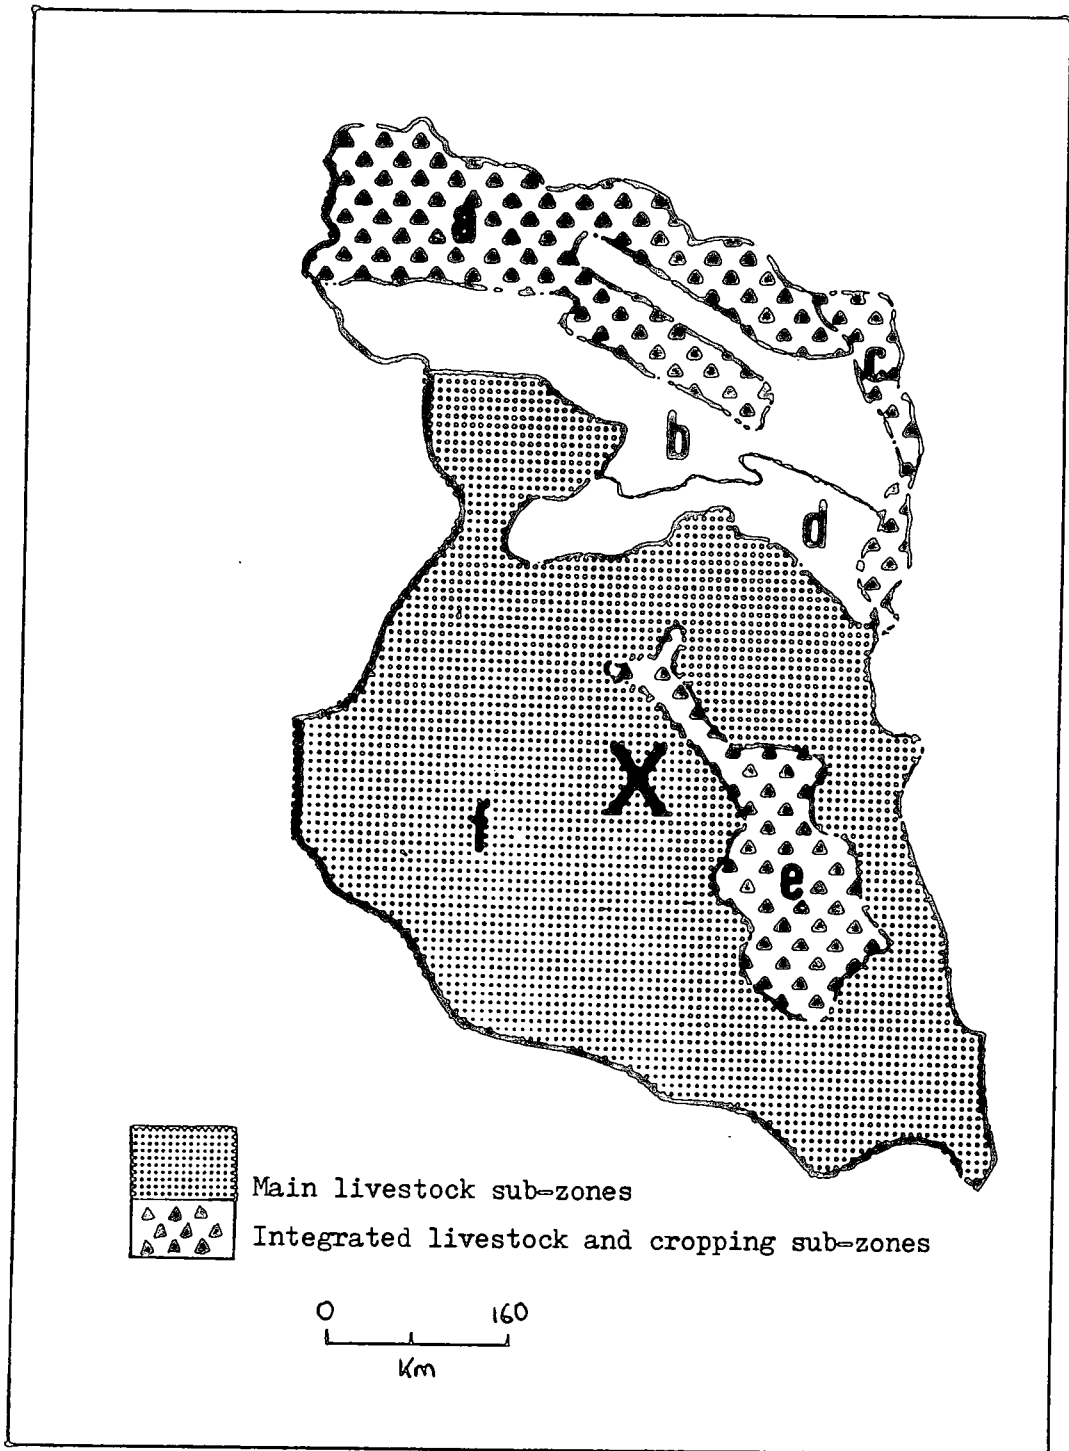 a
c
b
d
X
f
e
Main livestock sub-zones
Integrated livestock and cropping sub-zones
0 160
Km